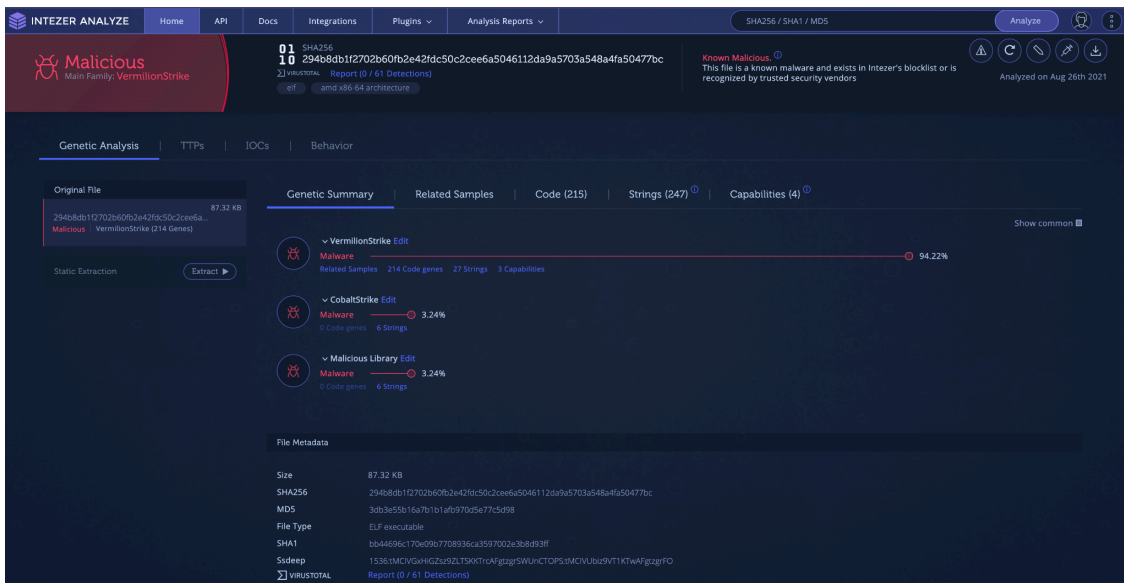 INTEZER ANALYZE Home API Docs Integrations Plugins Analysis Reports SHA256 / SHA1 / MD5 Analyze
Malicious
Main Family: VermilionStrike
SHA256
294b8db1f2702b60fb2e42fdc50c2cee6a5046112da9a5703a548a4fa50477bc
VIRUSTOTAL Report (0 / 61 Detections)
elf amd x86-64 architecture
Known Malicious.
This file is a known malware and exists in Intezer's blocklist or is
recognized by trusted security vendors
Analyzed on Aug 26th 2021
Genetic Analysis | TTPs | IOCs | Behavior
Original File
87.32 KB
294b8db1f2702b60fb2e42fdc50c2cee6a...
Malicious | VermilionStrike (214 Genes)
Static Extraction Extract
Genetic Summary | Related Samples | Code (215) | Strings (247) | Capabilities (4)
Show common
VermilionStrike Edit
Malware 94.22%
Related Samples 214 Code genes 27 Strings 3 Capabilities
CobaltStrike Edit
Malware 3.24%
0 Code genes 6 Strings
Malicious Library Edit
Malware 3.24%
0 Code genes 6 Strings
File Metadata
Size 87.32 KB
SHA256 294b8db1f2702b60fb2e42fdc50c2cee6a5046112da9a5703a548a4fa50477bc
MD5 3db3e55b16a7b1b1afb970d5e77c5d98
File Type ELF executable
SHA1 bb44696c170e09b7708936ca3597002e3b8d93ff
Ssdeep
VIRUSTOTAL Report (0 / 61 Detections)